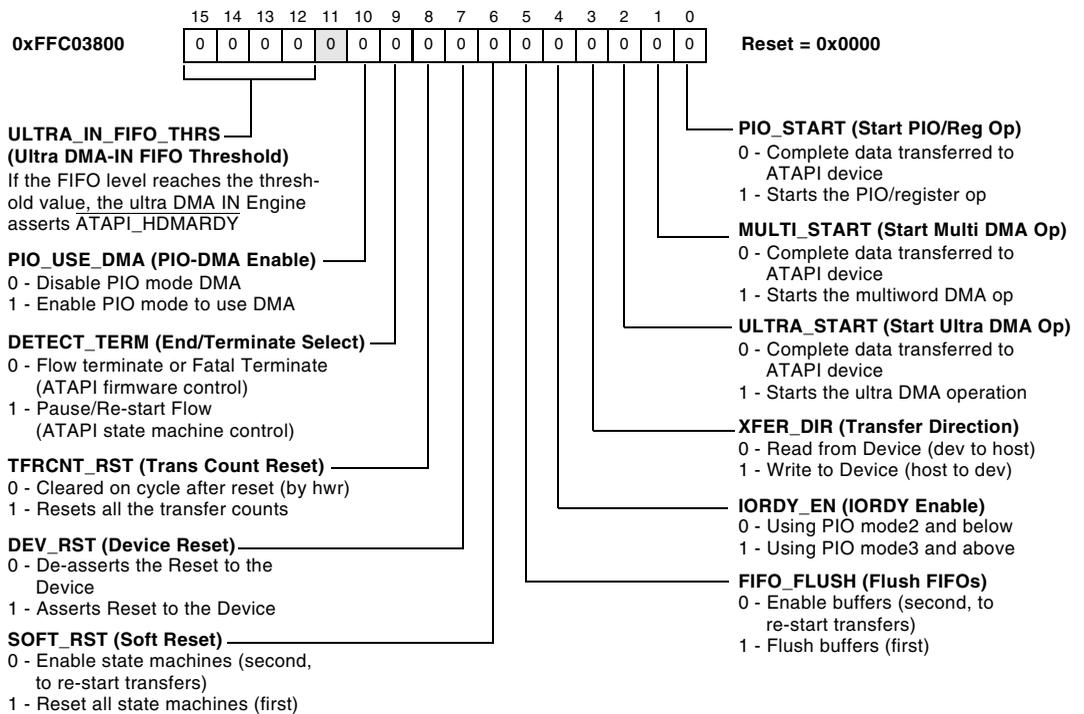 15 14 13 12 11 10 9 8 7 6 5 4 3 2 1 0
0xFFC03800 0 0 0 0 0 0 0 0 0 0 0 0 0 0 0 0 Reset = 0x0000
ULTRA_IN_FIFO_THRS
(Ultra DMA-IN FIFO Threshold)
If the FIFO level reaches the thresh-
old value, the ultra DMA IN Engine
asserts ATAPI_HDMARDY
PIO_USE_DMA (PIO-DMA Enable)
0 - Disable PIO mode DMA
1 - Enable PIO mode to use DMA
DETECT_TERM (End/Terminate Select)
0 - Flow terminate or Fatal Terminate
(ATAPI firmware control)
1 - Pause/Re-start Flow
(ATAPI state machine control)
TFRCNT_RST (Trans Count Reset)
0 - Cleared on cycle after reset (by hwr)
1 - Resets all the transfer counts
DEV_RST (Device Reset)
0 - De-asserts the Reset to the
Device
1 - Asserts Reset to the Device
SOFT_RST (Soft Reset)
0 - Enable state machines (second,
to re-start transfers)
1 - Reset all state machines (first)
PIO_START (Start PIO/Reg Op)
0 - Complete data transferred to
ATAPI device
1 - Starts the PIO/register op
MULTI_START (Start Multi DMA Op)
0 - Complete data transferred to
ATAPI device
1 - Starts the multiword DMA op
ULTRA_START (Start Ultra DMA Op)
0 - Complete data transferred to
ATAPI device
1 - Starts the ultra DMA operation
XFER_DIR (Transfer Direction)
0 - Read from Device (dev to host)
1 - Write to Device (host to dev)
IORDY_EN (IORDY Enable)
0 - Using PIO mode2 and below
1 - Using PIO mode3 and above
FIFO_FLUSH (Flush FIFOs)
0 - Enable buffers (second, to
re-start transfers)
1 - Flush buffers (first)